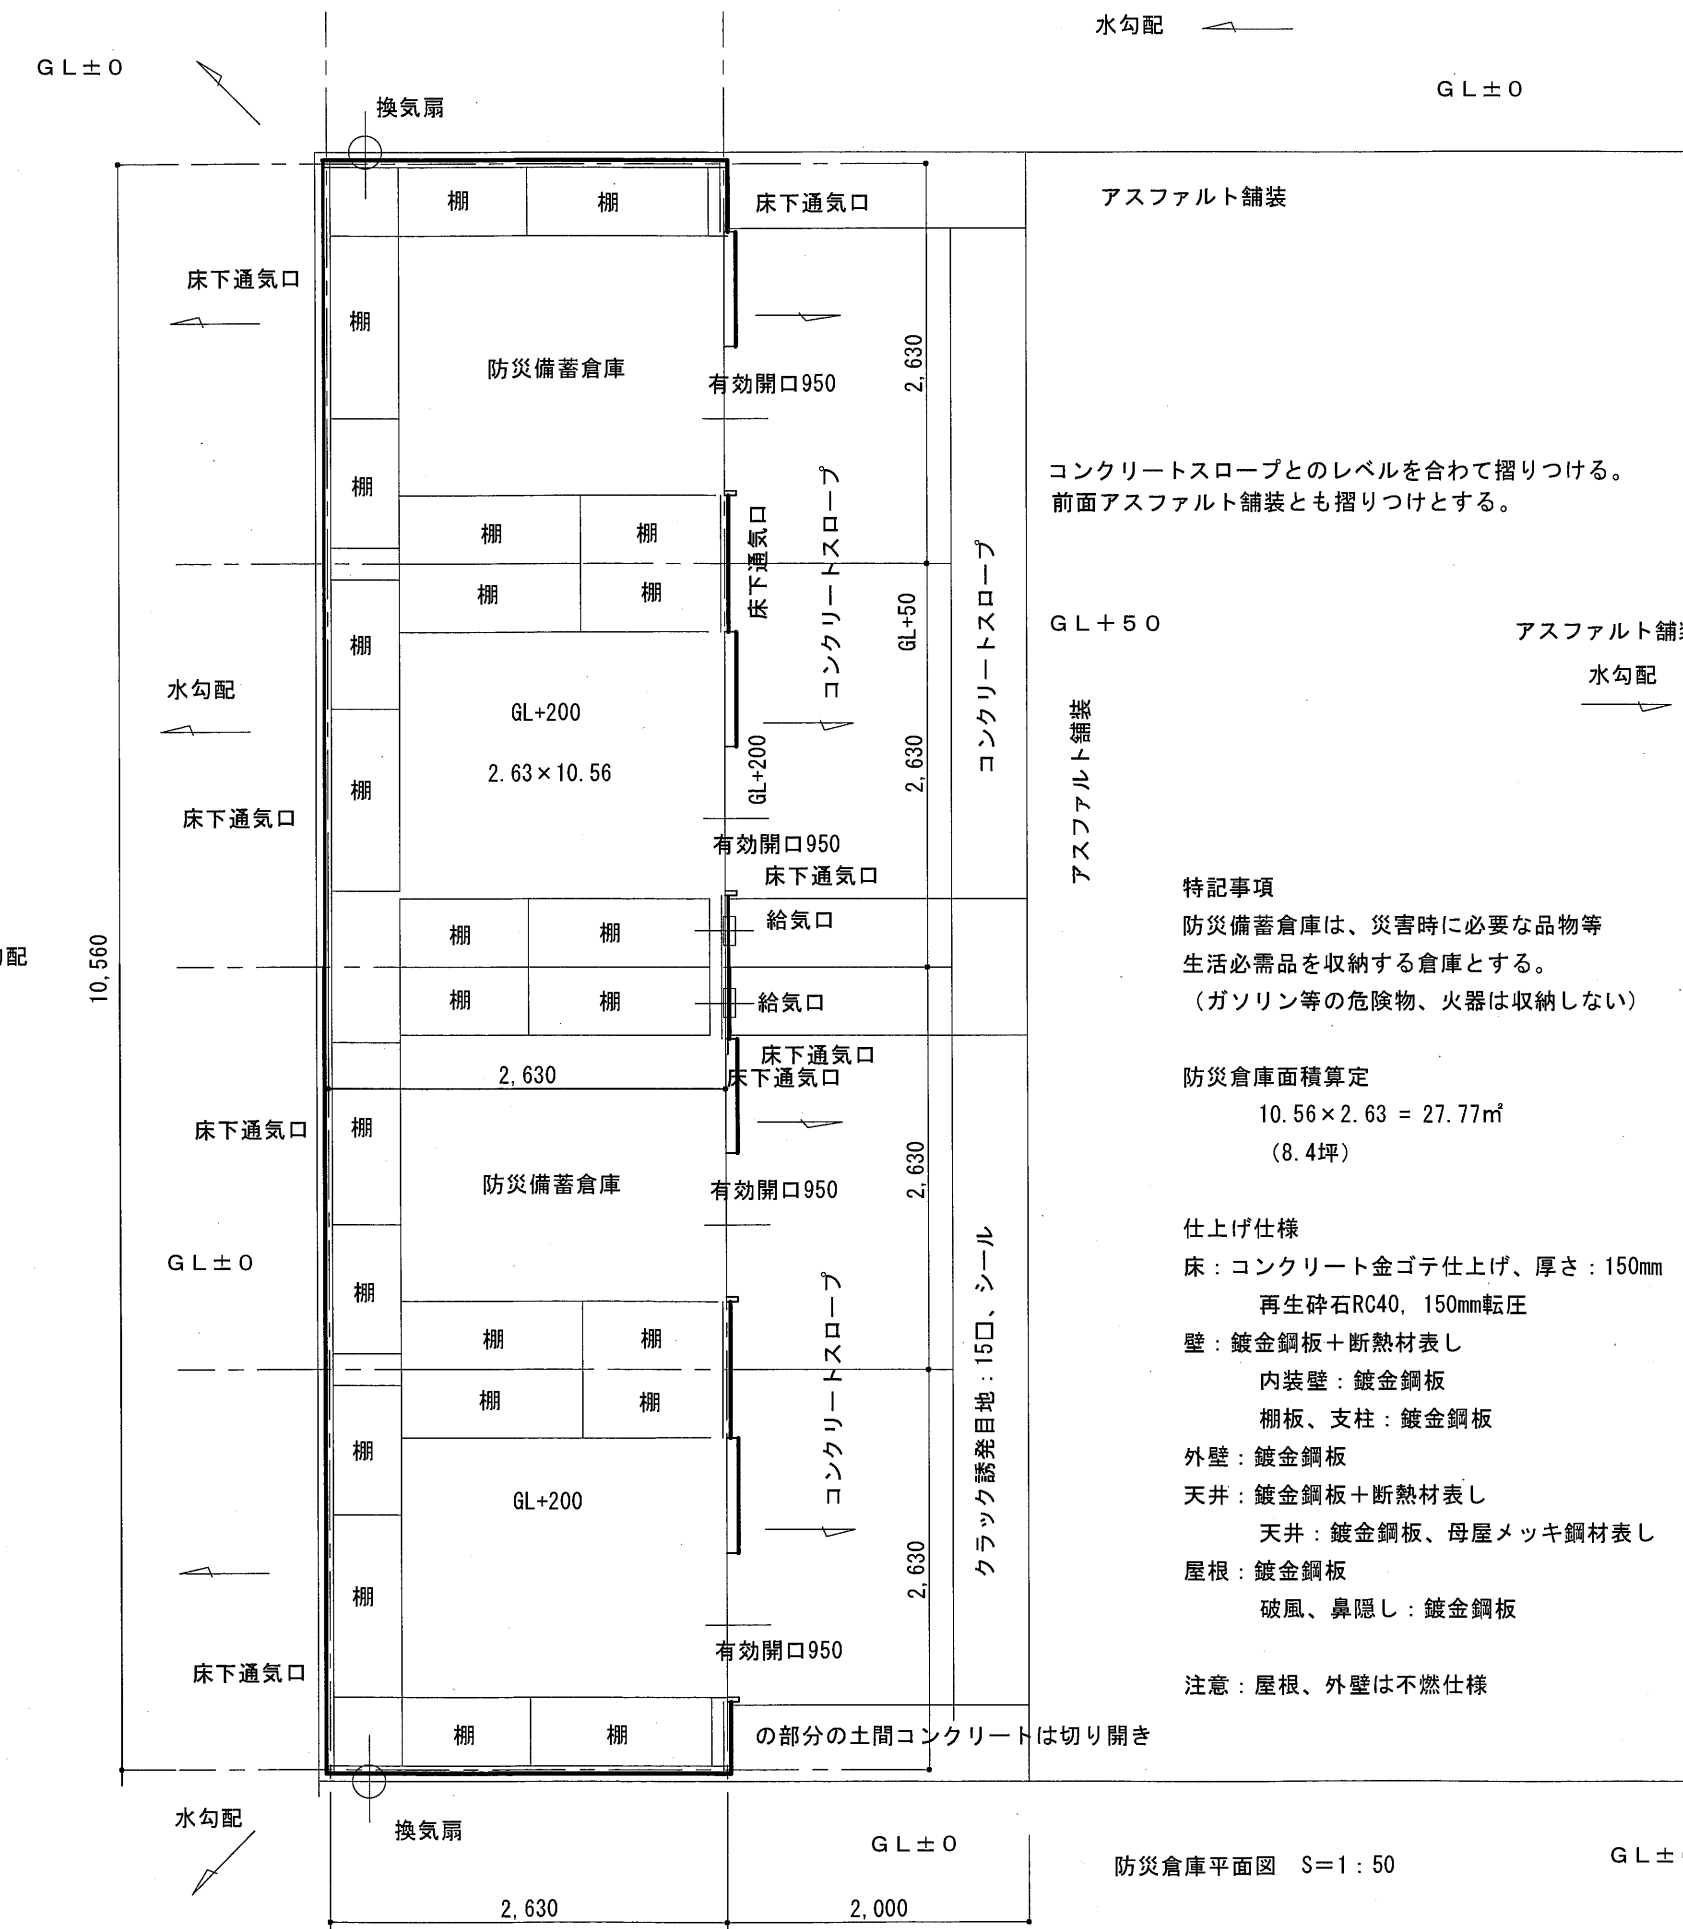 水勾配
GL±0
GL±0
換気扇
棚
棚
床下通気口
アスファルト舗装
床下通気口
棚
防災備蓄倉庫
有効開口950
2,630
コンクリートスロープとのレベルを合わて摺りつける。
前面アスファルト舗装とも摺りつけとする。
棚
棚
棚
床下通気口
コンクリートスロープ
コンクリートスロープ
棚
棚
GL+50
GL+50
アスファルト舗装
棚
水勾配
水勾配
GL+200
2.63×10.56
GL+200
2,630
アスファルト舗装
棚
床下通気口
有効開口950
床下通気口
特記事項
防災備蓄倉庫は、災害時に必要な品物等
生活必需品を収納する倉庫とする。
（ガソリン等の危険物、火器は収納しない）
棚
棚
給気口
勾配
10,560
棚
棚
給気口
床下通気口
2,630
床下通気口
防災倉庫面積算定
10.56×2.63 = 27.77㎡
（8.4坪）
床下通気口
棚
防災備蓄倉庫
有効開口950
2,630
仕上げ仕様
床：コンクリート金ゴテ仕上げ、厚さ：150mm
再生砕石RC40, 150mm転圧
壁：鍍金鋼板＋断熱材表し
内装壁：鍍金鋼板
棚板、支柱：鍍金鋼板
外壁：鍍金鋼板
天井：鍍金鋼板＋断熱材表し
天井：鍍金鋼板、母屋メッキ鋼材表し
屋根：鍍金鋼板
破風、鼻隠し：鍍金鋼板
注意：屋根、外壁は不燃仕様
GL±0
棚
棚
棚
コンクリートスロープ
クラック誘発目地：15口、シール
棚
棚
棚
GL+200
棚
2,630
有効開口950
床下通気口
棚
棚
の部分の土間コンクリートは切り開き
水勾配
換気扇
GL±0
防災倉庫平面図 S=1：50
GL±
2,630
2,000